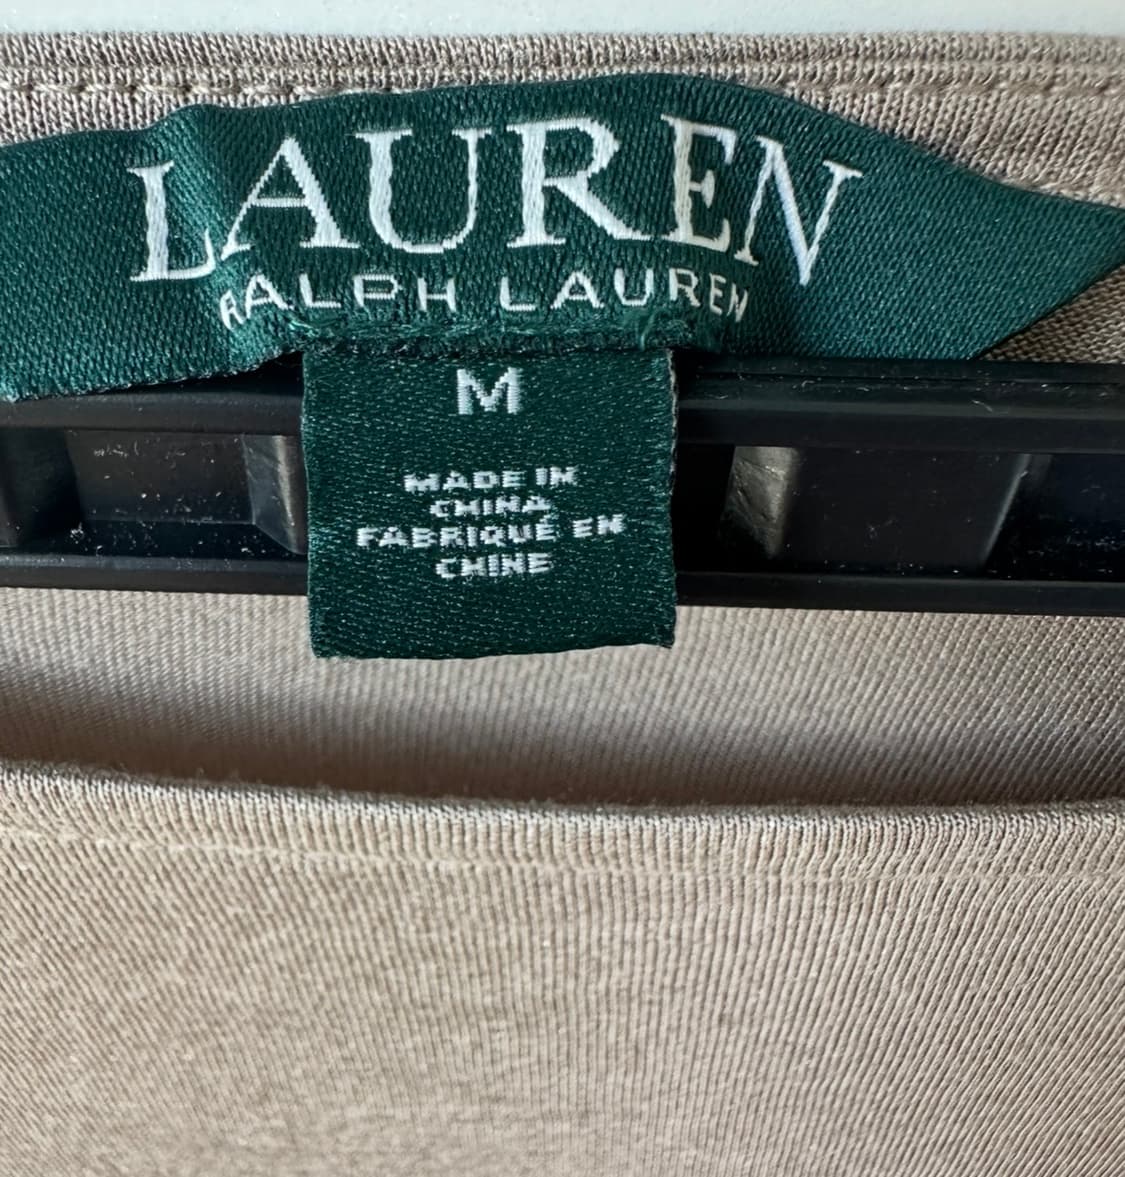 LAUREN
RALPH LAUREN
M
MADE IN
CHINA
FABRIQUÉ EN
CHINE